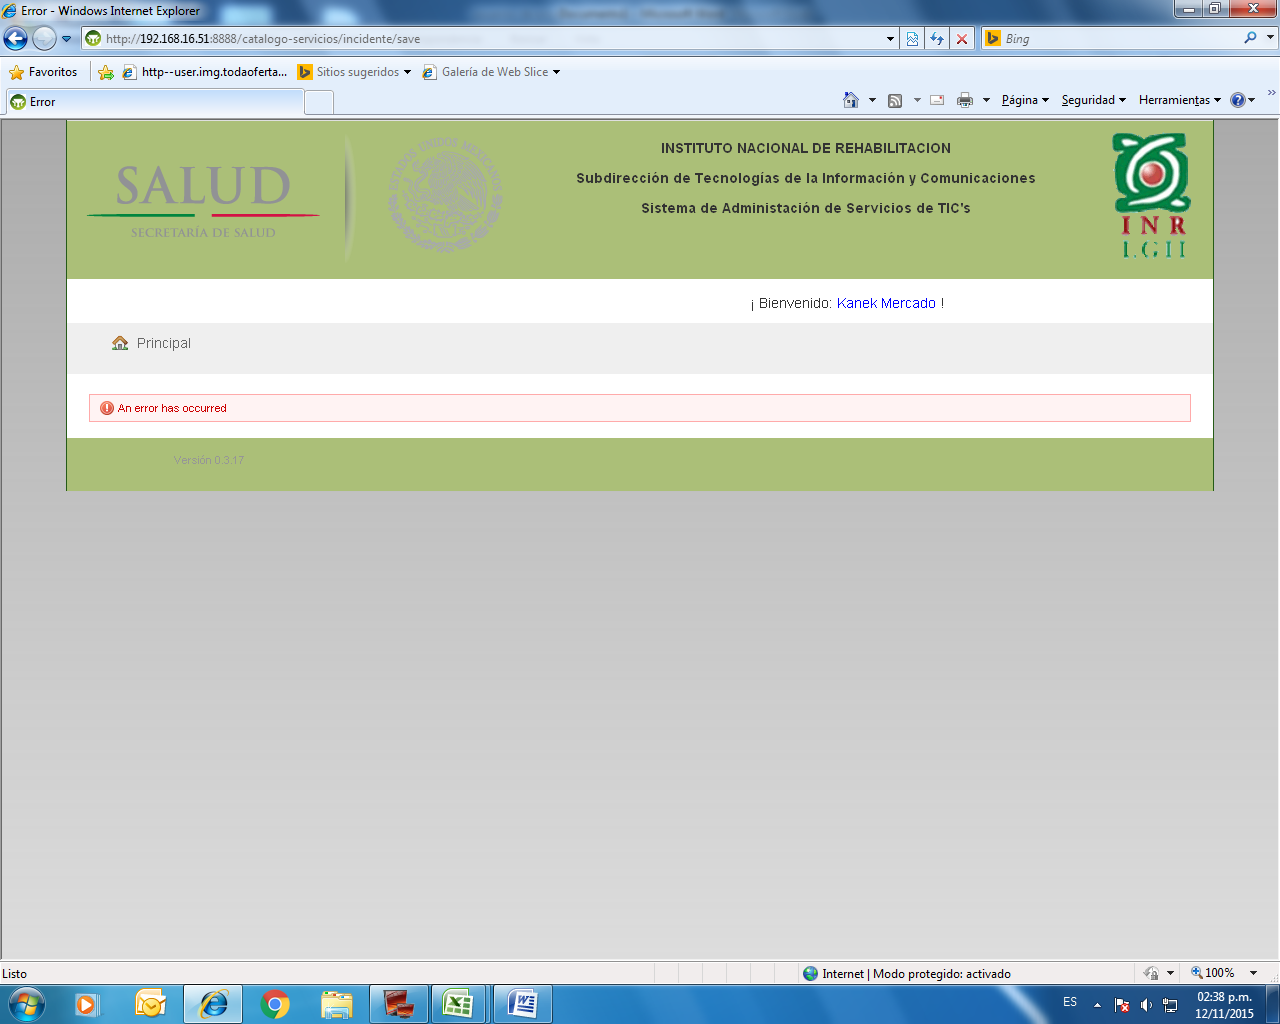 Error - Windows Internet Explorer
http://192.168.16.51:8888/catalogo-servicios/incidente/save
Bing
Favoritos
http--user.img.todaoferta...
Sitios sugeridos
Galería de Web Slice
Error
Página
Seguridad
Herramientas
SALUD
SECRETARÍA DE SALUD
ESTADOS UNIDOS MEXICANOS
INSTITUTO NACIONAL DE REHABILITACION
Subdirección de Tecnologías de la Información y Comunicaciones
Sistema de Administación de Servicios de TIC's
INR
LGII
¡ Bienvenido: Kanek Mercado !
Principal
An error has occurred
Versión 0.3.17
Listo
Internet | Modo protegido: activado
100%
ES
02:38 p.m.
12/11/2015